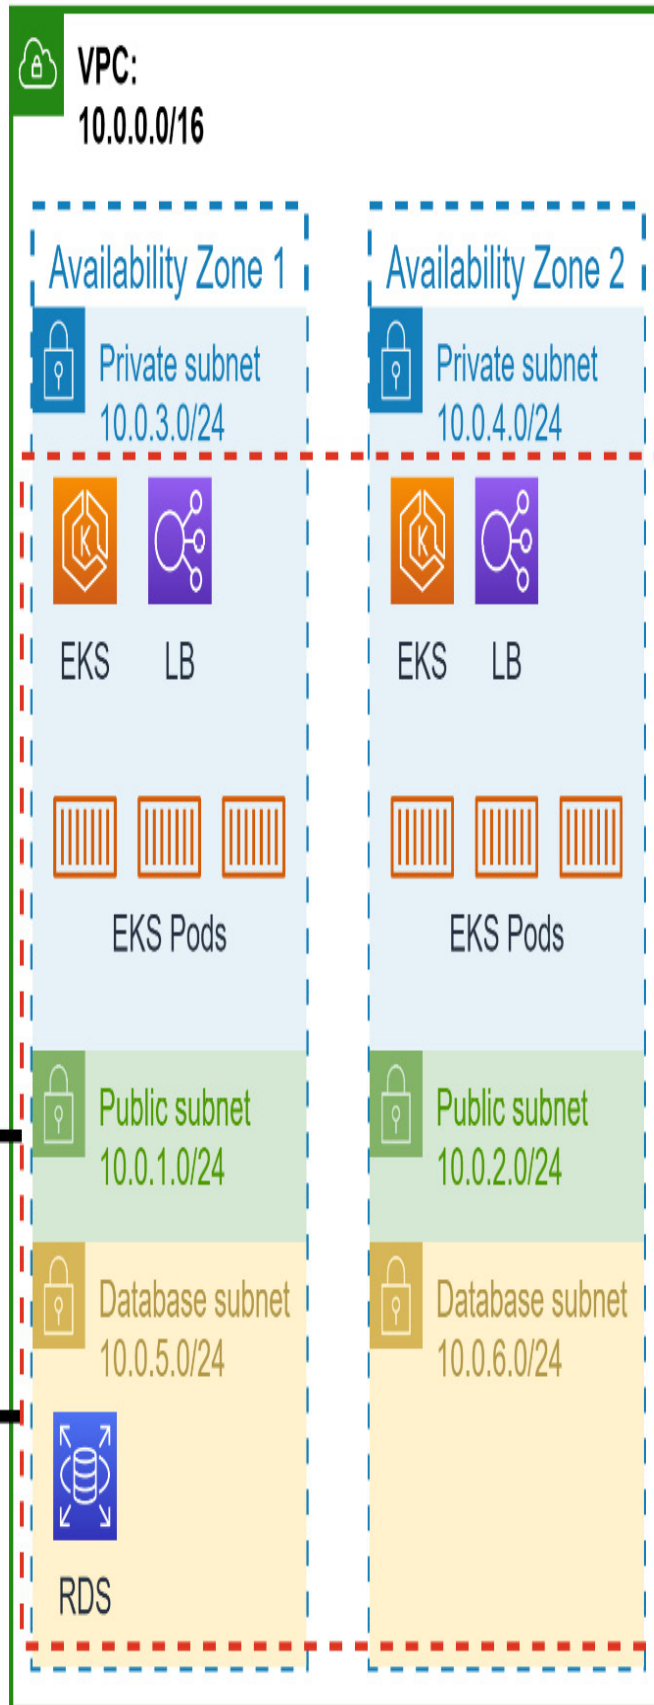 VPC:
10.0.0.0/16
Availability Zone 1
Private subnet
10.0.3.0/24
EKS
LB
EKS Pods
Public subnet
10.0.1.0/24
Database subnet
10.0.5.0/24
RDS
Availability Zone 2
Private subnet
10.0.4.0/24
EKS
LB
EKS Pods
Public subnet
10.0.2.0/24
Database subnet
10.0.6.0/24